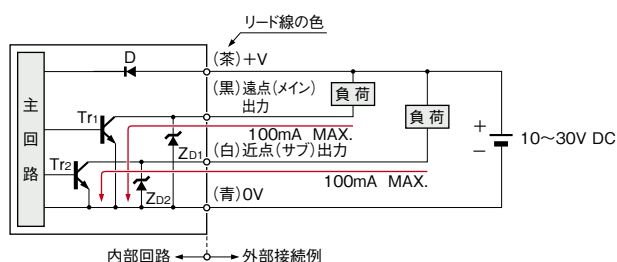 リード線の色
(茶)+V
D
(黒)遠点(メイン)
出力
負荷
負荷
主回路
Tr1
100mA MAX.
ZD1
(白)近点(サブ)出力
Tr2
100mA MAX.
ZD2
(青)0V
+
−
10〜30V DC
内部回路
外部接続例